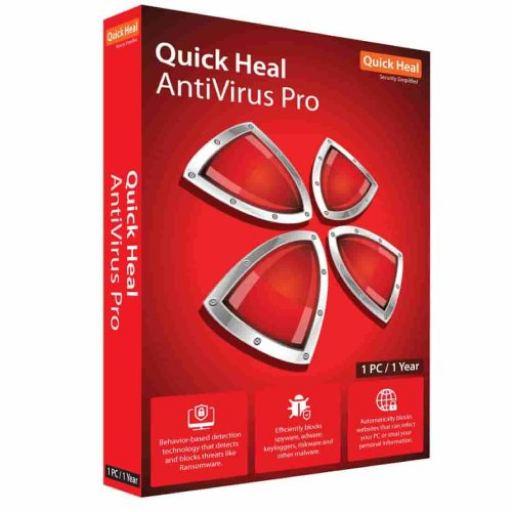 Quick Heal
AntiVirus Pro
Quick Heal
Security Simplified
1 PC / 1 Year
Behavior-based detection
technology that detects
and blocks threats like
Ransomware.
Efficiently blocks
spyware, adware,
keyloggers, riskware and
other malware.
Automatically blocks
websites that can infect
your PC or steal your
personal information.
Quick Heal
Quick Heal
AntiVirus Pro
1 PC / 1 Year